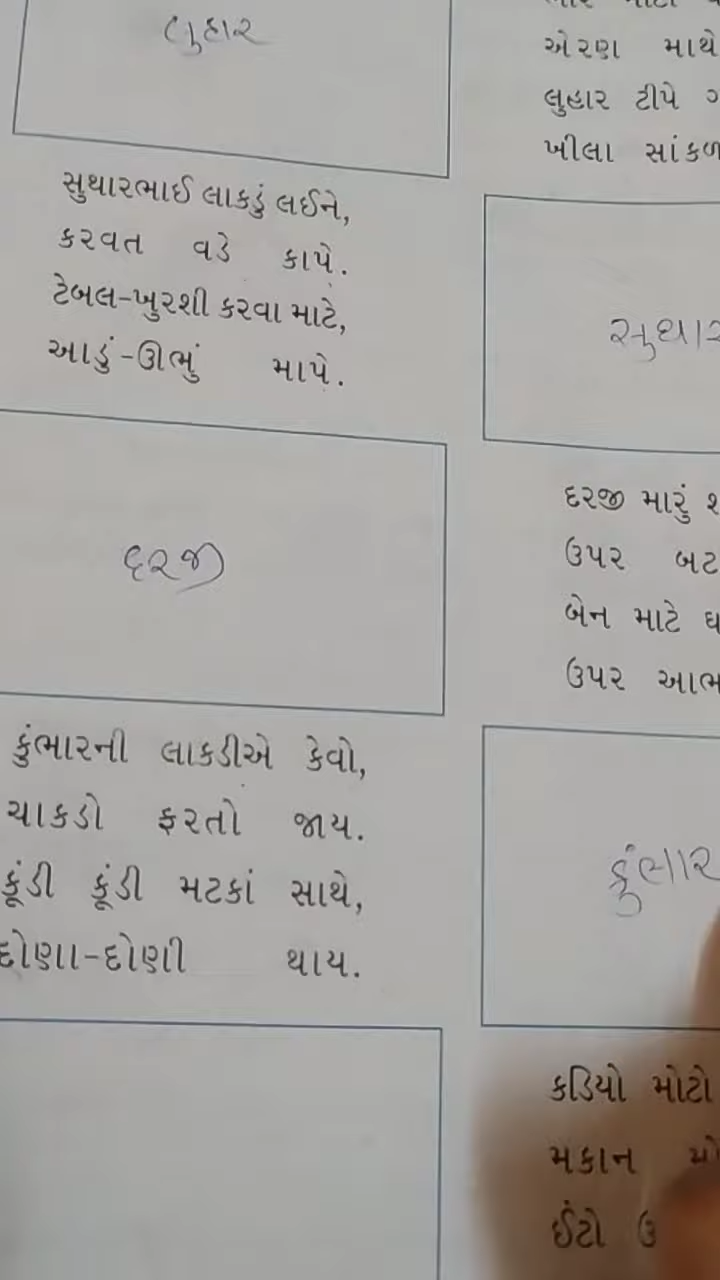 લુહાર
એરણ માથે
લુહાર ટીપે
ખીલા સાંકળ
સુથારભાઈ લાકડું લઈને,
કરવત વડે કાપે.
ટેબલ-ખુરશી કરવા માટે,
આડું-ઊભું માપે.
સુથાર
દરજી
દરજી મારું
ઉપર બટ
બેન માટે
ઉપર આભ
કુંભારની લાકડીએ કેવો,
ચાકડો ફરતો જાય.
કૂંડી કૂંડી મટકાં સાથે,
દોણા-દોણી થાય.
કુંભાર
કડિયો મોટો
મકાન
ઈંટો ઉ